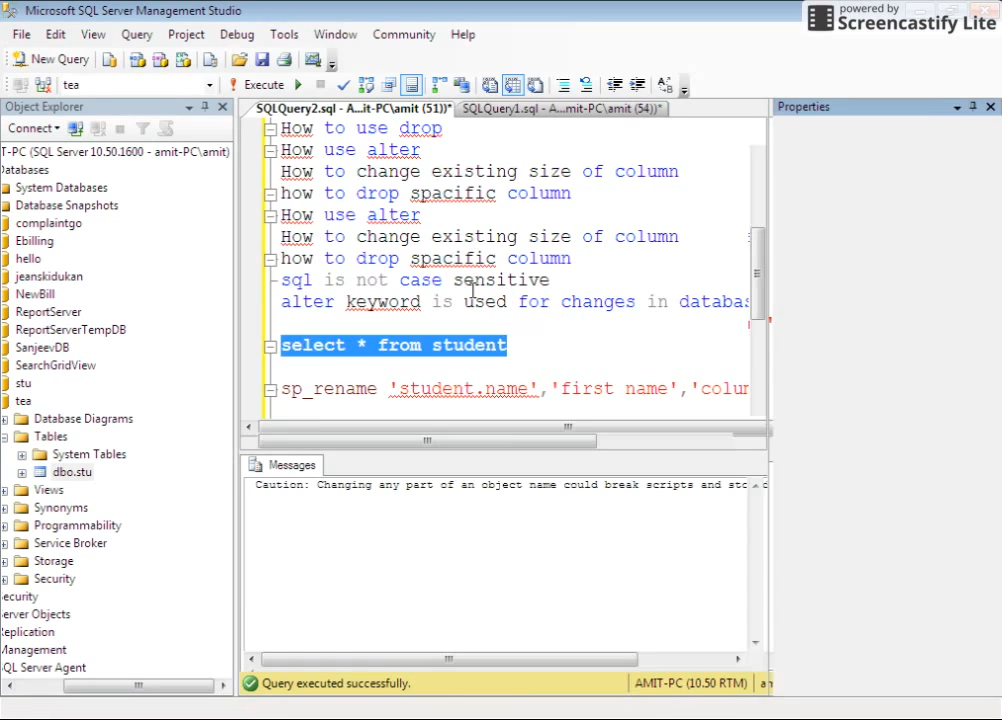 Microsoft SQL Server Management Studio
powered by
Screencastify Lite
File Edit View Query Project Debug Tools Window Community Help
New Query
tea
Execute
Object Explorer
SQLQuery2.sql - A...it-PC\amit (51))*
SQLQuery1.sql - A...mit-PC\amit (54))*
Properties
Connect
T-PC (SQL Server 10.50.1600 - amit-PC\amit)
Databases
System Databases
Database Snapshots
complaintgo
Ebilling
hello
jeanskidukan
NewBill
ReportServer
ReportServerTempDB
SanjeevDB
SearchGridView
stu
tea
Database Diagrams
Tables
System Tables
dbo.stu
Views
Synonyms
Programmability
Service Broker
Storage
Security
ecurity
erver Objects
eplication
Management
QL Server Agent
How to use drop
How use alter
How to change existing size of column
how to drop spacific column
How use alter
How to change existing size of column
how to drop spacific column
sql is not case sensitive
alter keyword is used for changes in databas
select * from student
sp_rename 'student.name','first name','colum
Messages
Caution: Changing any part of an object name could break scripts and sto
Query executed successfully.
AMIT-PC (10.50 RTM)